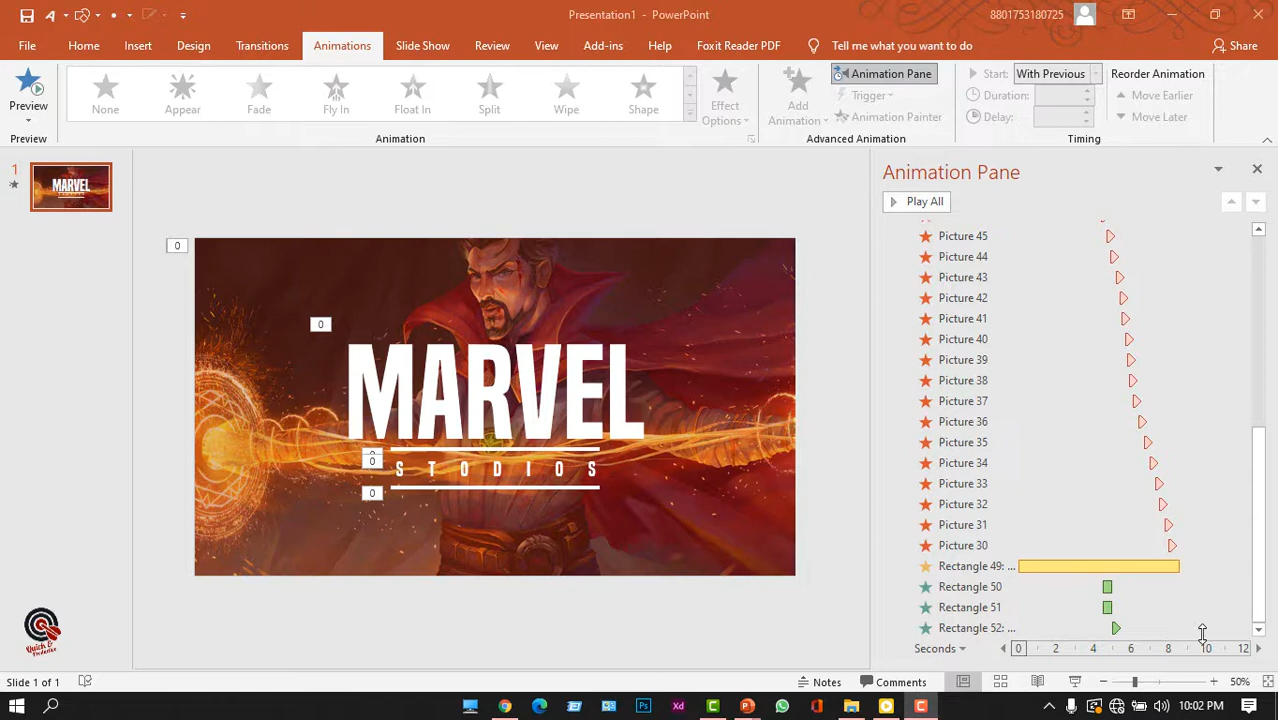 Presentation1 - PowerPoint
8801753180725
File Home Insert Design Transitions Animations Slide Show Review View Add-ins Help Foxit Reader PDF Tell me what you want to do Share
Preview
None Appear Fade Fly In Float In Split Wipe Shape
Effect Options
Add Animation
Animation Pane
Trigger
Animation Painter
Start: With Previous
Duration:
Delay:
Reorder Animation
Move Earlier
Move Later
Preview Animation Advanced Animation Timing
1
MARVEL
0
0
MARVEL
0
STODIOS
0
Animation Pane
Play All
Picture 45
Picture 44
Picture 43
Picture 42
Picture 41
Picture 40
Picture 39
Picture 38
Picture 37
Picture 36
Picture 35
Picture 34
Picture 33
Picture 32
Picture 31
Picture 30
Rectangle 49: ...
Rectangle 50
Rectangle 51
Rectangle 52: ...
Seconds 0 2 4 6 8 10 12
Slide 1 of 1 Notes Comments 50%
10:02 PM